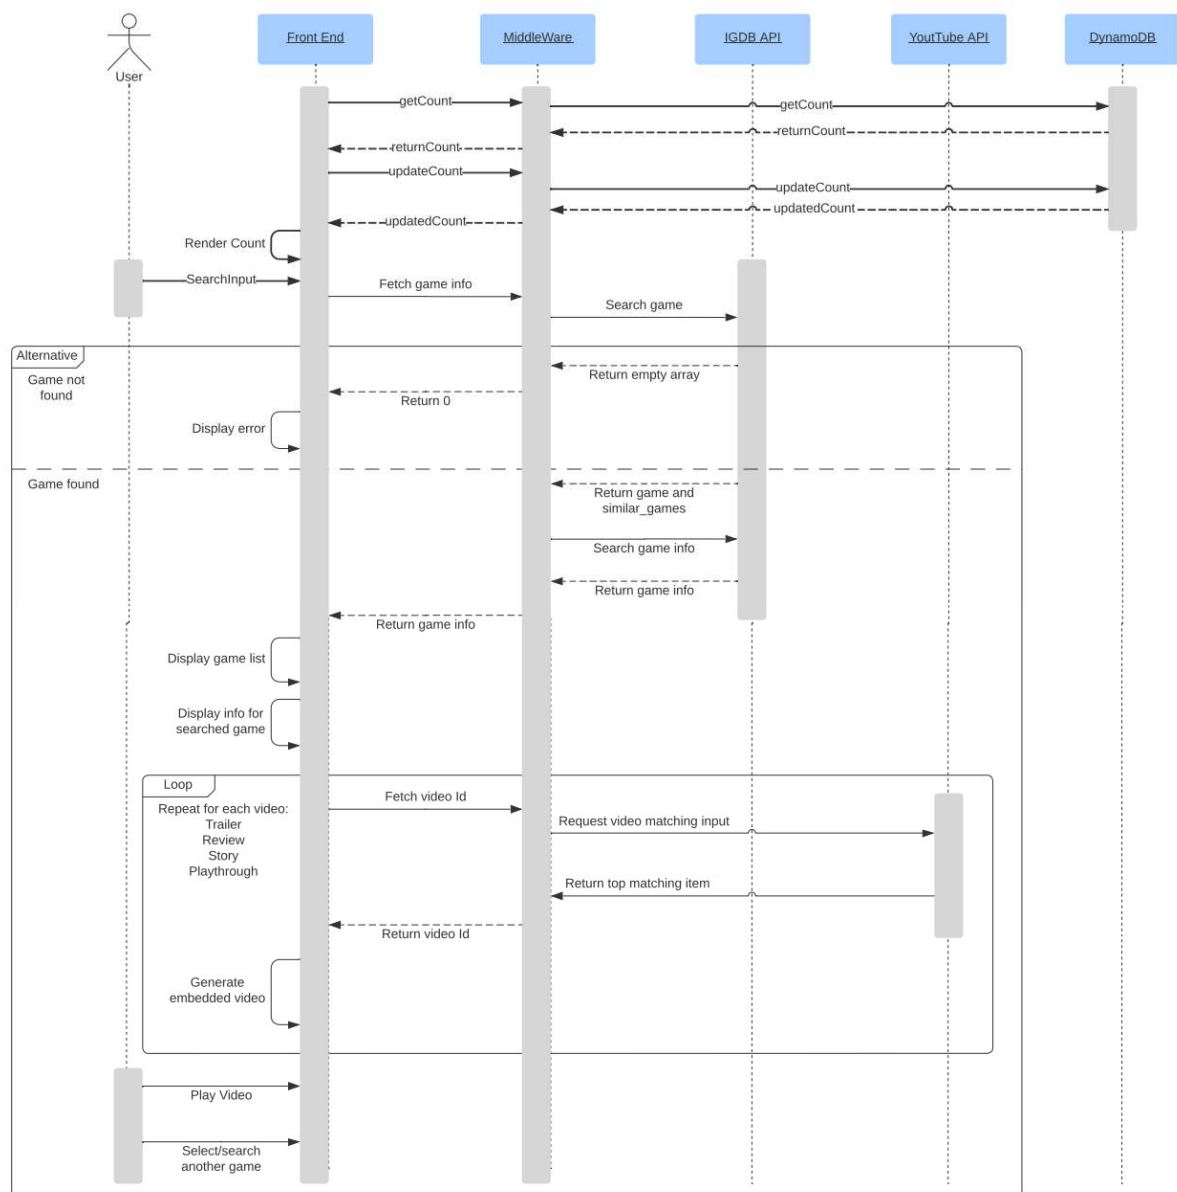 Front End
MiddleWare
IGDB API
YoutTube API
DynamoDB
User
getCount
getCount
returnCount
returnCount
updateCount
updateCount
updatedCount
updatedCount
Render Count
SearchInput
Fetch game info
Search game
Alternative
Game not
found
Return empty array
Return 0
Display error
Game found
Return game and
similar_games
Search game info
Return game info
Return game info
Display game list
Display info for
searched game
Loop
Repeat for each video:
Trailer
Review
Story
Playthrough
Fetch video Id
Request video matching input
Return top matching item
Return video Id
Generate
embedded video
Play Video
Select/search
another game